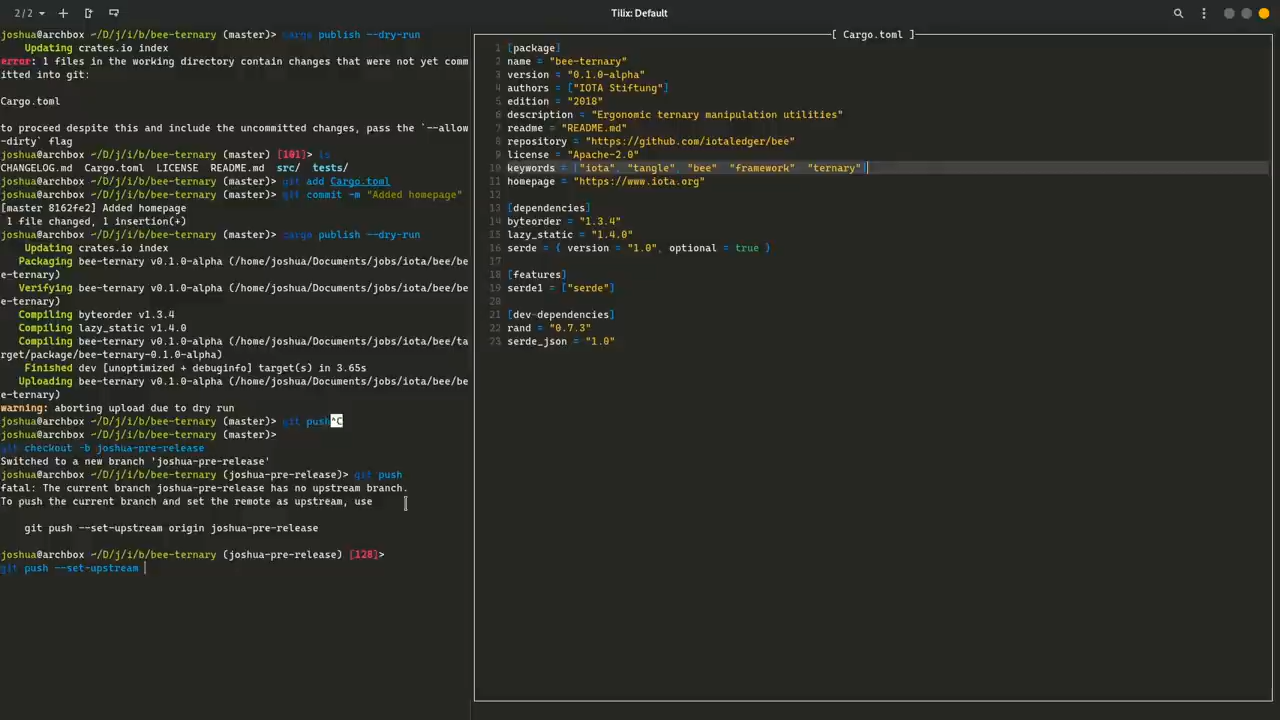 2/2
Tilix: Default
joshua@archbox ~/D/j/i/b/bee-ternary (master)> cargo publish --dry-run
    Updating crates.io index
error: 1 files in the working directory contain changes that were not yet comm
itted into git:
Cargo.toml
to proceed despite this and include the uncommitted changes, pass the `--allow
-dirty` flag
joshua@archbox ~/D/j/i/b/bee-ternary (master) [101]> ls
CHANGELOG.md  Cargo.toml  LICENSE  README.md  src/  tests/
joshua@archbox ~/D/j/i/b/bee-ternary (master)> git add Cargo.toml
joshua@archbox ~/D/j/i/b/bee-ternary (master)> git commit -m "Added homepage"
[master 8162fe2] Added homepage
 1 file changed, 1 insertion(+)
joshua@archbox ~/D/j/i/b/bee-ternary (master)> cargo publish --dry-run
    Updating crates.io index
   Packaging bee-ternary v0.1.0-alpha (/home/joshua/Documents/jobs/iota/bee/be
e-ternary)
   Verifying bee-ternary v0.1.0-alpha (/home/joshua/Documents/jobs/iota/bee/be
e-ternary)
   Compiling byteorder v1.3.4
   Compiling lazy_static v1.4.0
   Compiling bee-ternary v0.1.0-alpha (/home/joshua/Documents/jobs/iota/bee/ta
rget/package/bee-ternary-0.1.0-alpha)
    Finished dev [unoptimized + debuginfo] target(s) in 3.65s
   Uploading bee-ternary v0.1.0-alpha (/home/joshua/Documents/jobs/iota/bee/be
e-ternary)
warning: aborting upload due to dry run
joshua@archbox ~/D/j/i/b/bee-ternary (master)> git push^C
joshua@archbox ~/D/j/i/b/bee-ternary (master)>
git checkout -b joshua-pre-release
Switched to a new branch 'joshua-pre-release'
joshua@archbox ~/D/j/i/b/bee-ternary (joshua-pre-release)> git push
fatal: The current branch joshua-pre-release has no upstream branch.
To push the current branch and set the remote as upstream, use
    git push --set-upstream origin joshua-pre-release
joshua@archbox ~/D/j/i/b/bee-ternary (joshua-pre-release) [128]>
git push --set-upstream
[ Cargo.toml ]
1 [package]
2 name = "bee-ternary"
3 version = "0.1.0-alpha"
4 authors = ["IOTA Stiftung"]
5 edition = "2018"
6 description = "Ergonomic ternary manipulation utilities"
7 readme = "README.md"
8 repository = "https://github.com/iotaledger/bee"
9 license = "Apache-2.0"
10 keywords = ["iota", "tangle", "bee"  "framework"  "ternary"]
11 homepage = "https://www.iota.org"
12
13 [dependencies]
14 byteorder = "1.3.4"
15 lazy_static = "1.4.0"
16 serde = { version = "1.0", optional = true }
17
18 [features]
19 serde1 = ["serde"]
20
21 [dev-dependencies]
22 rand = "0.7.3"
23 serde_json = "1.0"